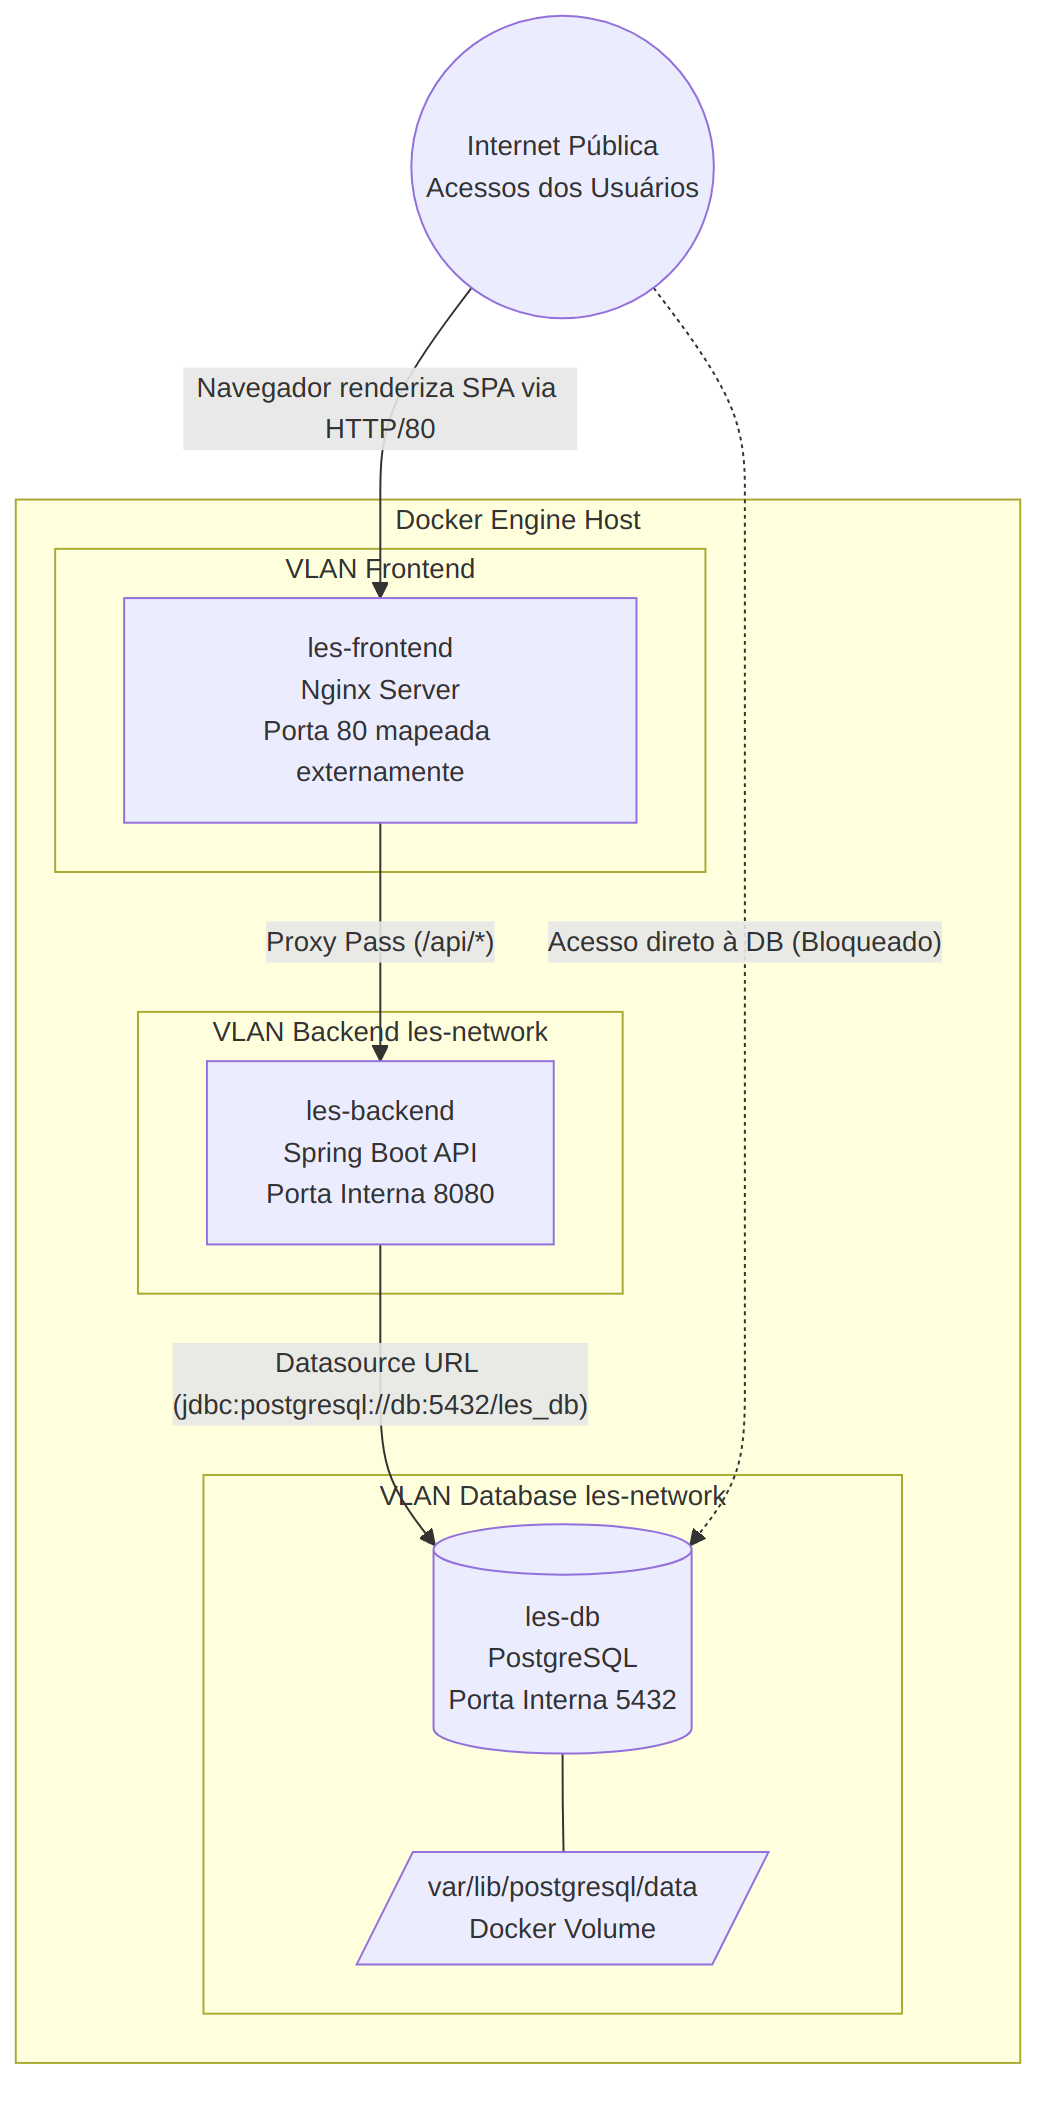 Internet Pública
Acessos dos Usuários
Navegador renderiza SPA via
HTTP/80
Docker Engine Host
VLAN Frontend
les-frontend
Nginx Server
Porta 80 mapeada
externamente
Proxy Pass (/api/*)
Acesso direto à DB (Bloqueado)
VLAN Backend les-network
les-backend
Spring Boot API
Porta Interna 8080
Datasource URL
(jdbc:postgresql://db:5432/les_db)
VLAN Database les-network
les-db
PostgreSQL
Porta Interna 5432
var/lib/postgresql/data
Docker Volume